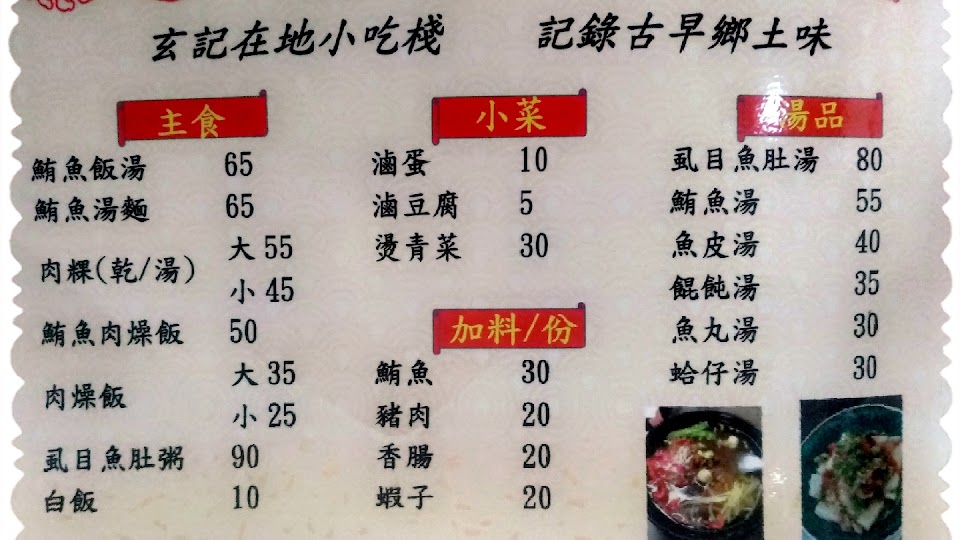 玄記在地小吃棧 記錄古早鄉土味
主食
鮪魚飯湯 65
鮪魚湯麵 65
肉粿(乾/湯) 大 55
小 45
鮪魚肉燥飯 50
肉燥飯 大 35
小 25
虱目魚肚粥 90
白飯 10
小菜
滷蛋 10
滷豆腐 5
燙青菜 30
加料/份
鮪魚 30
豬肉 20
香腸 20
蝦子 20
湯品
虱目魚肚湯 80
鮪魚湯 55
魚皮湯 40
餛飩湯 35
魚丸湯 30
蛤仔湯 30